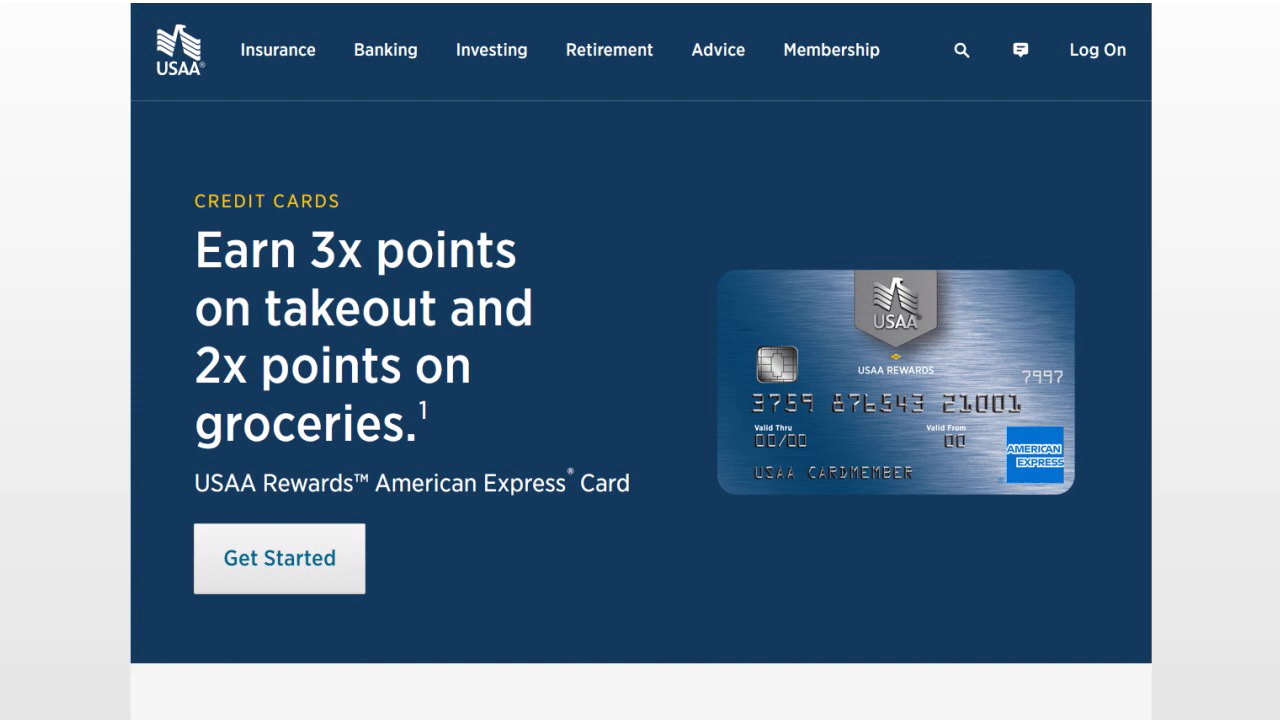 USAA®
Insurance Banking Investing Retirement Advice Membership Log On
CREDIT CARDS
Earn 3x points
on takeout and
2x points on
groceries.¹
USAA Rewards™ American Express® Card
Get Started
USAA®
USAA REWARDS
7997
3759 876543 21001
Valid Thru Valid From
00/00 00
USAA CARDMEMBER
AMERICAN
EXPRESS